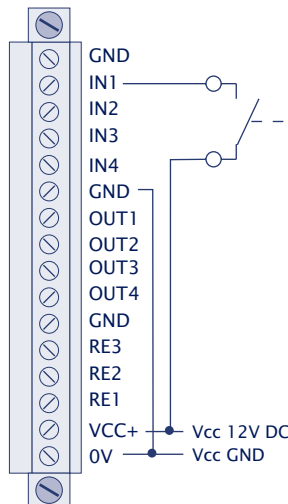 GND
IN1
IN2
IN3
IN4
GND
OUT1
OUT2
OUT3
OUT4
GND
RE3
RE2
RE1
VCC+ Vcc 12V DC
0V Vcc GND